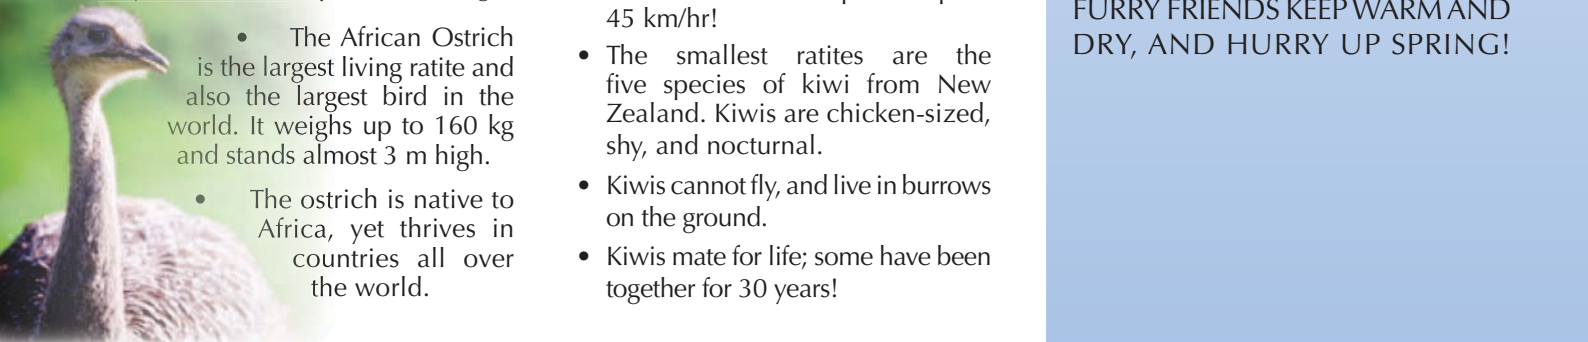 • The African Ostrich
is the largest living ratite and
also the largest bird in the
world. It weighs up to 160 kg
and stands almost 3 m high.
• The ostrich is native to
Africa, yet thrives in
countries all over
the world.
45 km/hr!
• The smallest ratites are the
five species of kiwi from New
Zealand. Kiwis are chicken-sized,
shy, and nocturnal.
• Kiwis cannot fly, and live in burrows
on the ground.
• Kiwis mate for life; some have been
together for 30 years!
FURRY FRIENDS KEEP WARM AND
DRY, AND HURRY UP SPRING!